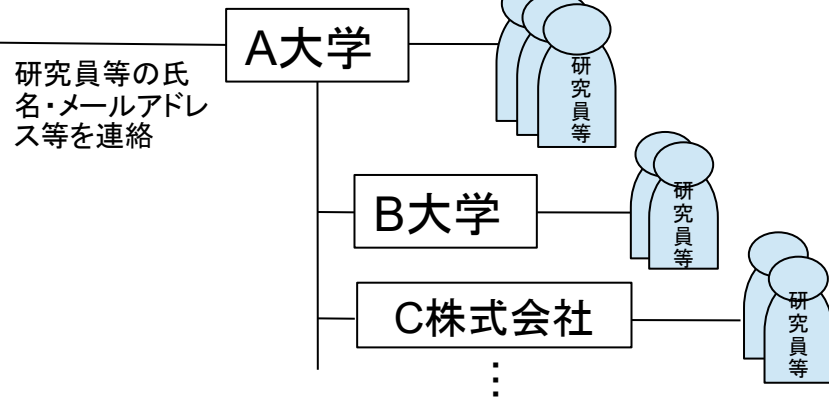 A大学
研究員等の氏
名・メールアドレ
ス等を連絡
研究員等
B大学
研究員等
C株式会社
研究員等
⋮